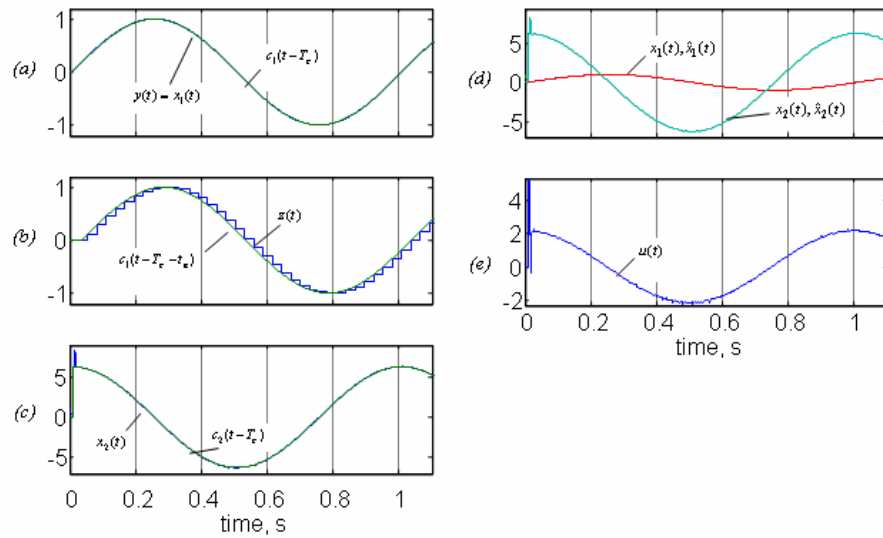 (a)
1
0
-1
c₁(t-T_c)
y(t) = x₁(t)
(b)
1
0
-1
z(t)
c₁(t-T_c-t_κ)
(c)
5
0
-5
x₂(t)
c₂(t-T_c)
0 0.2 0.4 0.6 0.8 1
time, s
(d)
5
0
-5
x₁(t), x̂₁(t)
x₂(t), x̂₂(t)
(e)
4
2
0
-2
u(t)
0 0.2 0.4 0.6 0.8 1
time, s